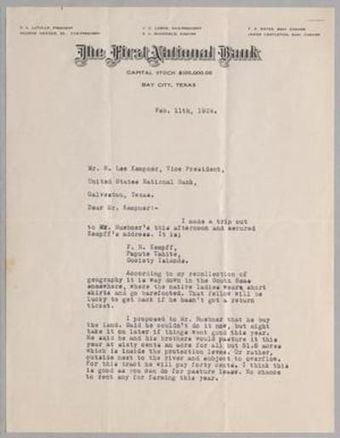 The First National Bank
CAPITAL STOCK $100,000.00
BAY CITY, TEXAS
Feb. 11th, 1924.
Mr. R. Lee Kempner, Vice President,
United States National Bank,
Galveston, Texas.
Dear Mr. Kempner:-
I made a trip out
to Mr. Huebner's this afternoon and secured
Kempff's address. It is;
F. H. Kempff,
Papute Tahite,
Society Islands.
According to my recollection of
geography it is way down in the South Seas
somewhere, where the native ladies wear short
skirts and go barefooted. That fellow will be
lucky to get back if he hasn't got a return
ticket.
I proposed to Mr. Huebner that he buy
the land. Said he couldn't do it now, but might
take it on later if things went good this year.
He said he and his brothers would pasture it this
year at sixty cents an acre for all but 51.6 acres
which is inside the protection levee. Or rather,
outside next to the river and subject to overflow.
For this tract he will pay forty cents. I think this
is good as you can do for pasture lease. No chance
to rent any for farming this year.